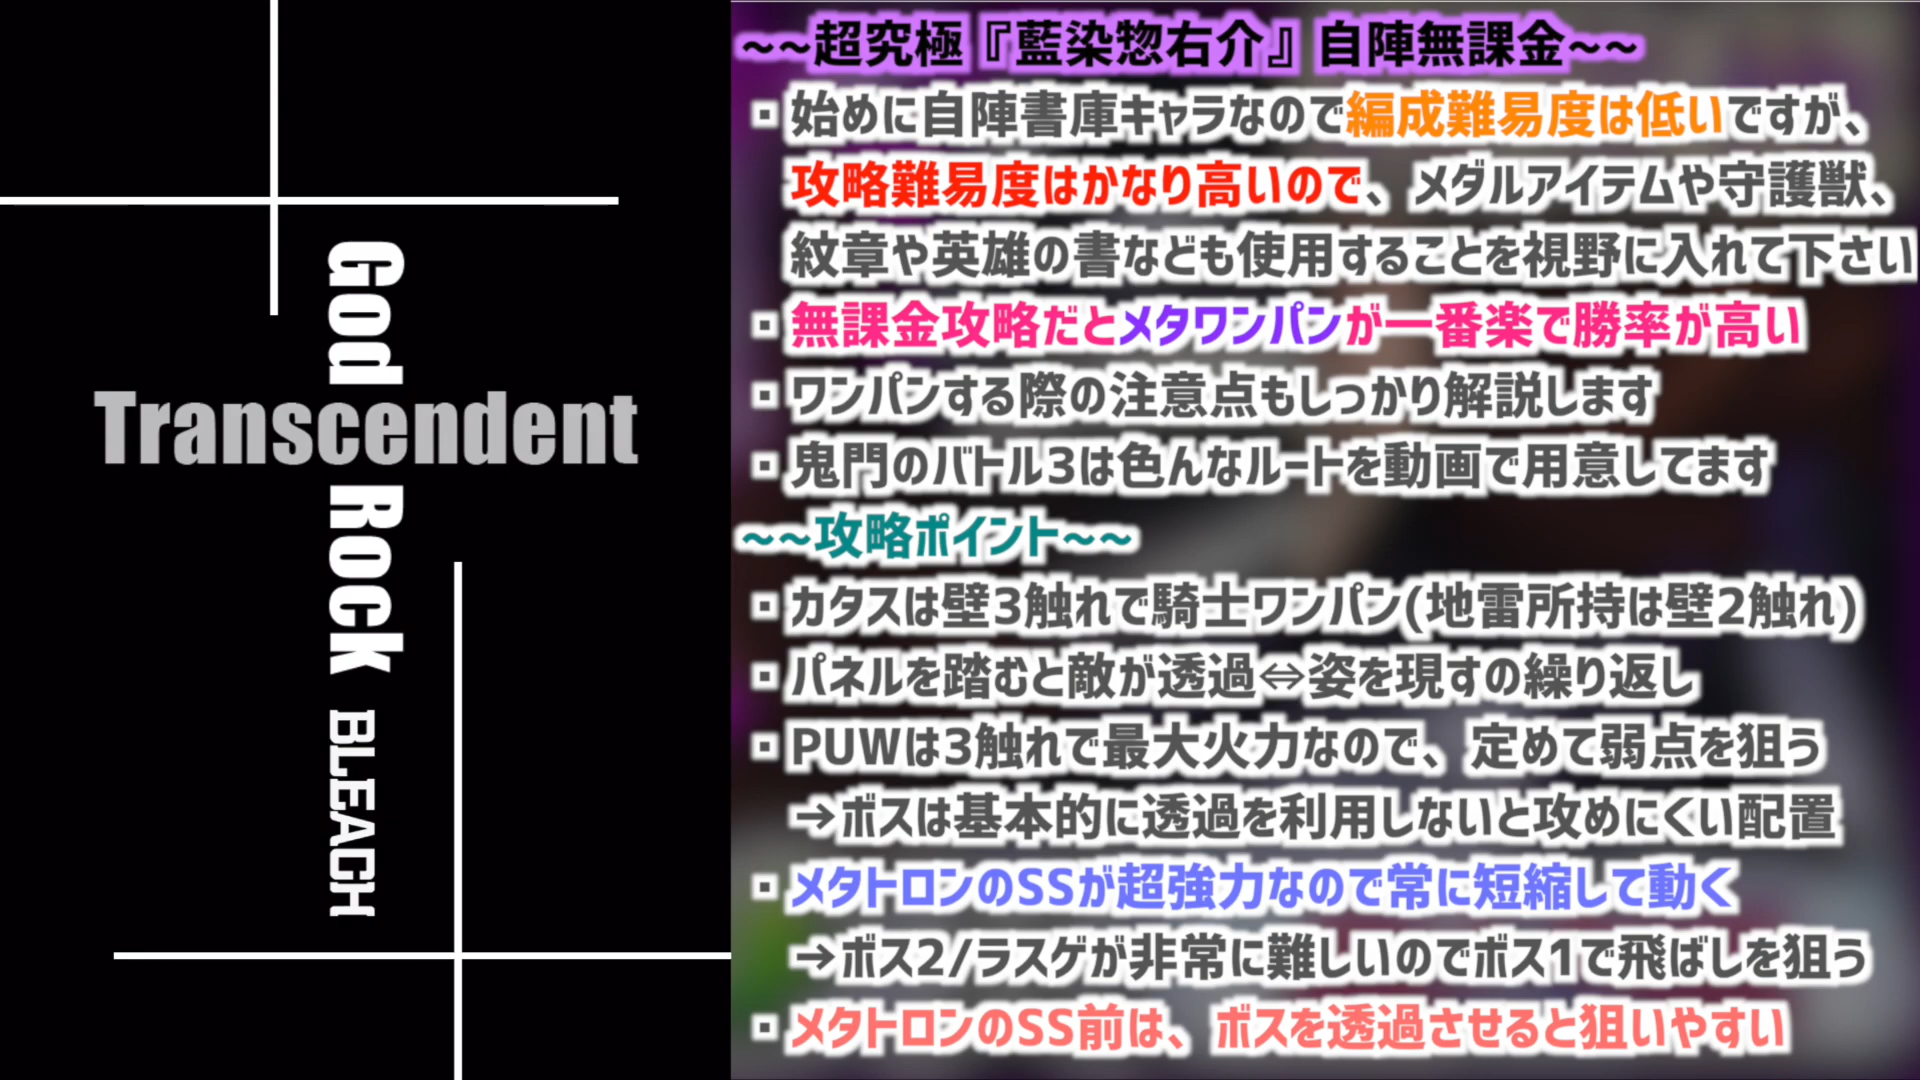 God Rock BLEACH
Transcendent
~~超究極『藍染惣右介』自陣無課金~~
・始めに自陣書庫キャラなので編成難易度は低いですが、
攻略難易度はかなり高いので、メダルアイテムや守護獣、
紋章や英雄の書なども使用することを視野に入れて下さい
・無課金攻略だとメタワンパンが一番楽で勝率が高い
・ワンパンする際の注意点もしっかり解説します
・鬼門のバトル3は色んなルートを動画で用意してます
~~攻略ポイント~~
・カタスは壁3触れで騎士ワンパン(地雷所持は壁2触れ)
・パネルを踏むと敵が透過⇔姿を現すの繰り返し
・PUWは3触れで最大火力なので、定めて弱点を狙う
→ボスは基本的に透過を利用しないと攻めにくい配置
・メタトロンのSSが超強力なので常に短縮して動く
→ボス2/ラスゲが非常に難しいのでボス1で飛ばしを狙う
・メタトロンのSS前は、ボスを透過させると狙いやすい